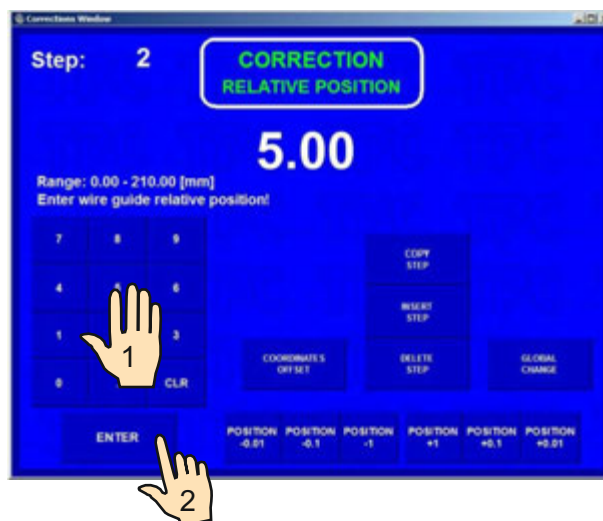 Corrections Window
Step: 2
CORRECTION
RELATIVE POSITION
5.00
Range: 0.00 - 210.00 [mm]
Enter wire guide relative position!
7 8 9
4 5 6
1 3
0 CLR
1
COPY
STEP
INSERT
STEP
DELETE
STEP
COORDINATES
OFFSET
GLOBAL
CHANGE
ENTER
POSITION
-0.01
POSITION
-0.1
POSITION
-1
POSITION
+1
POSITION
+0.1
POSITION
+0.01
2